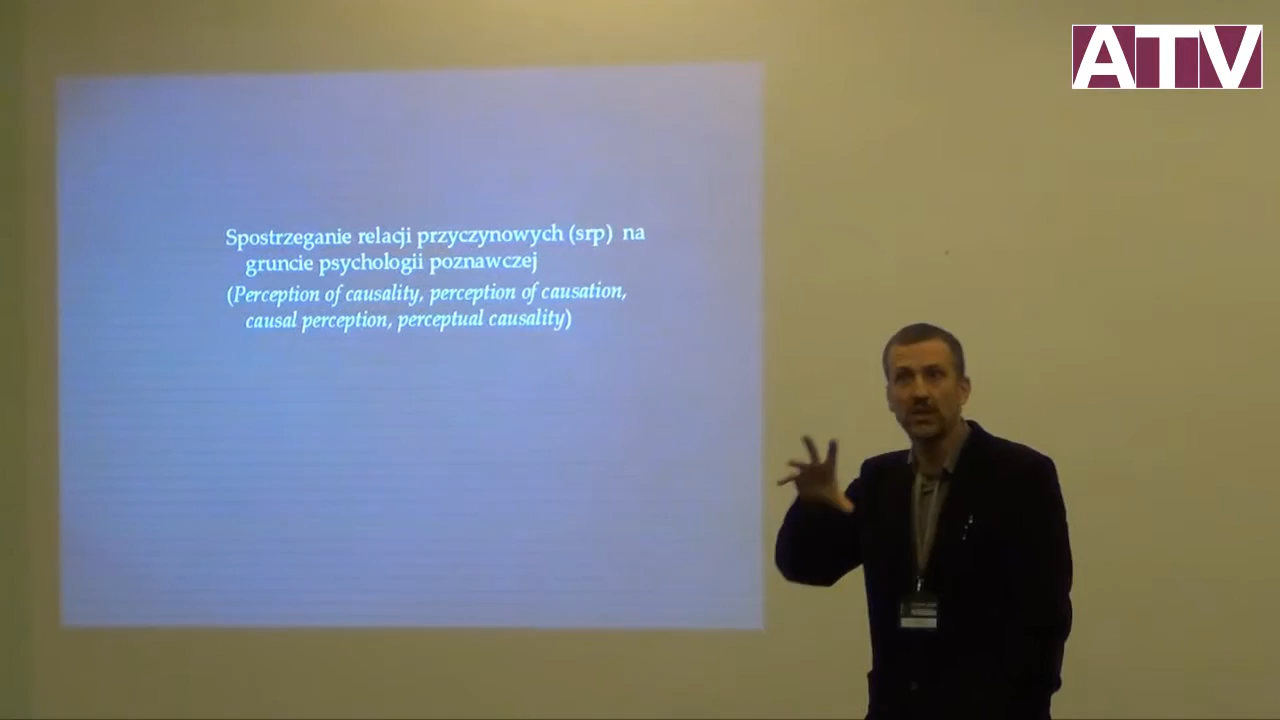 ATV
Spostrzeganie relacji przyczynowych (srp) na
gruncie psychologii poznawczej
(Perception of causality, perception of causation,
causal perception, perceptual causality)